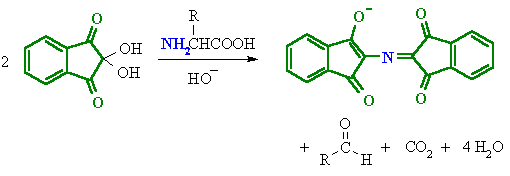 O
R
O⁻
O
2
OH
NH₂CHCOOH
N
OH
HO⁻
O
O
O
O
+ R H + CO₂ + 4 H₂O